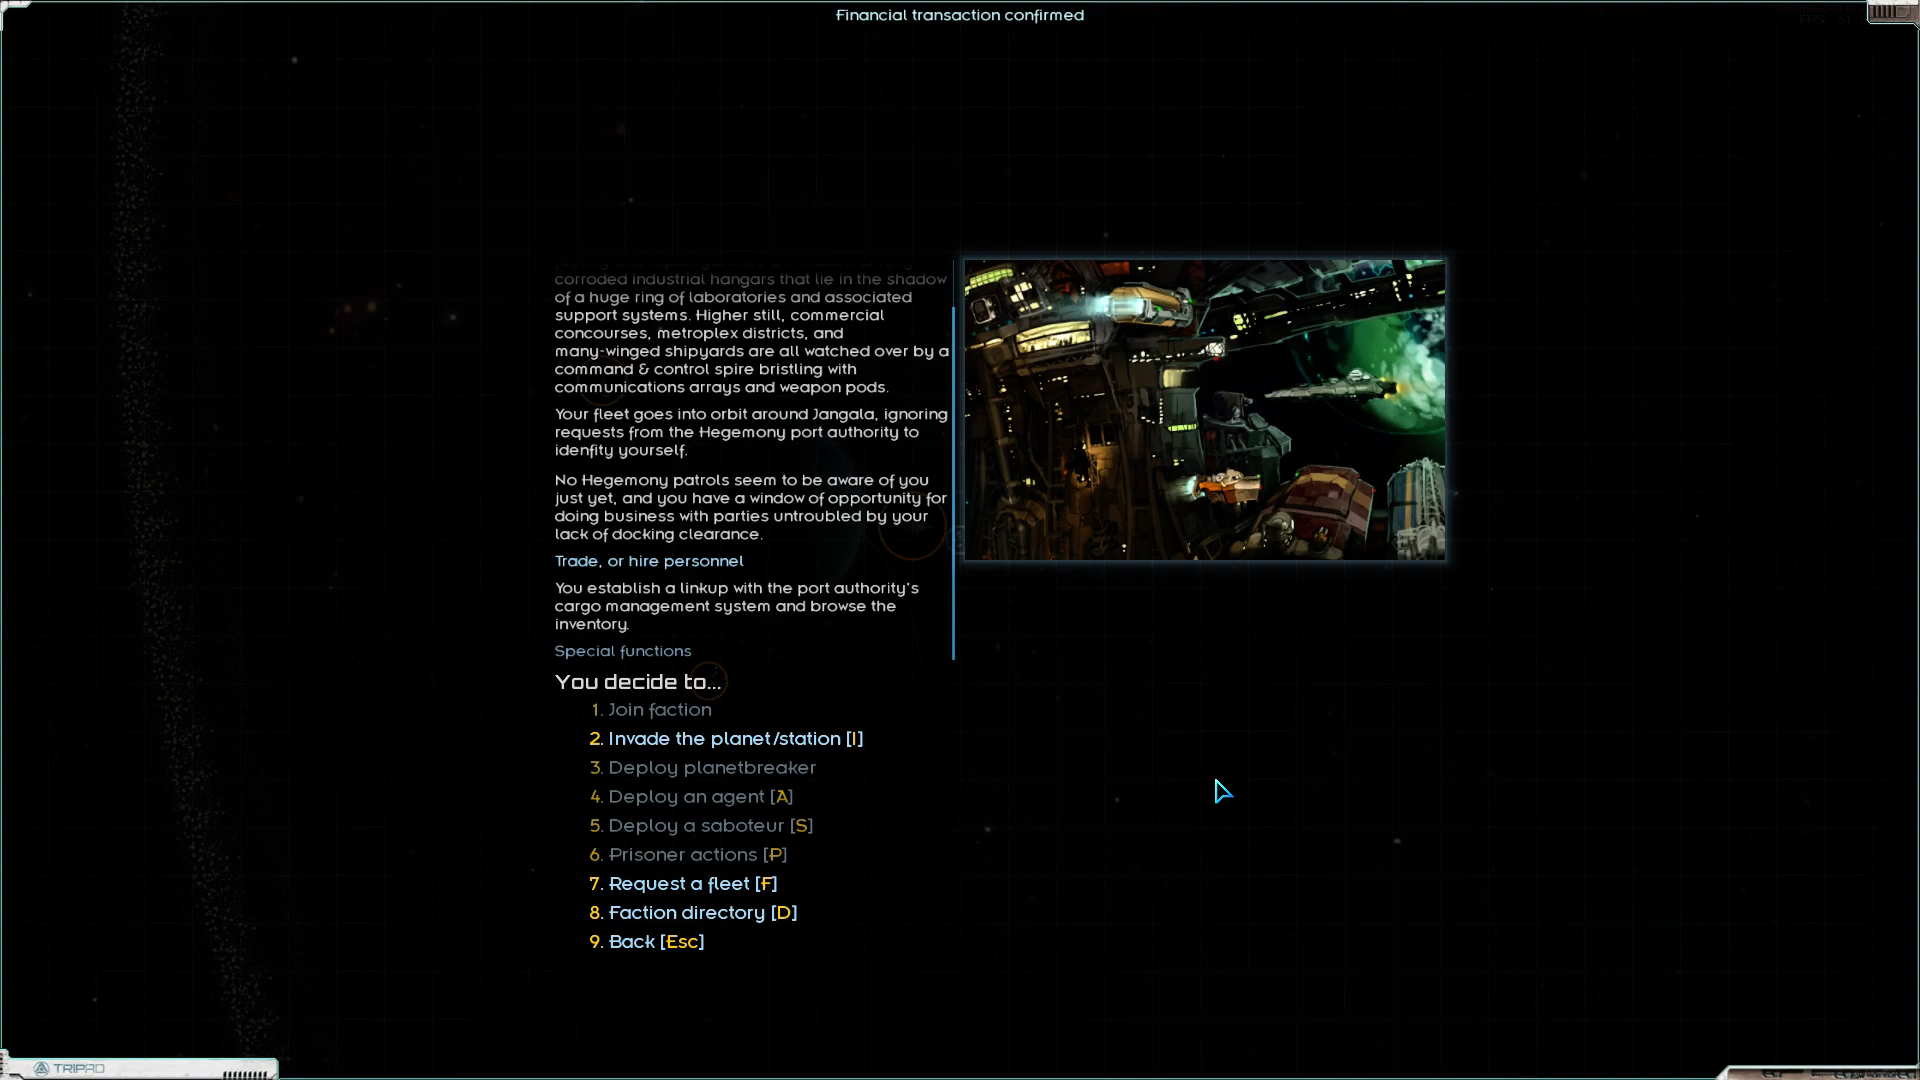 Financial transaction confirmed
corroded industrial hangars that lie in the shadow
of a huge ring of laboratories and associated
support systems. Higher still, commercial
concourses, metroplex districts, and
many-winged shipyards are all watched over by a
command & control spire bristling with
communications arrays and weapon pods.
Your fleet goes into orbit around Jangala, ignoring
requests from the Hegemony port authority to
idenfity yourself.
No Hegemony patrols seem to be aware of you
just yet, and you have a window of opportunity for
doing business with parties untroubled by your
lack of docking clearance.
Trade, or hire personnel
You establish a linkup with the port authority's
cargo management system and browse the
inventory.
Special functions
You decide to...
1. Join faction
2. Invade the planet/station [I]
3. Deploy planetbreaker
4. Deploy an agent [A]
5. Deploy a saboteur [S]
6. Prisoner actions [P]
7. Request a fleet [F]
8. Faction directory [D]
9. Back [Esc]
TRIPAD